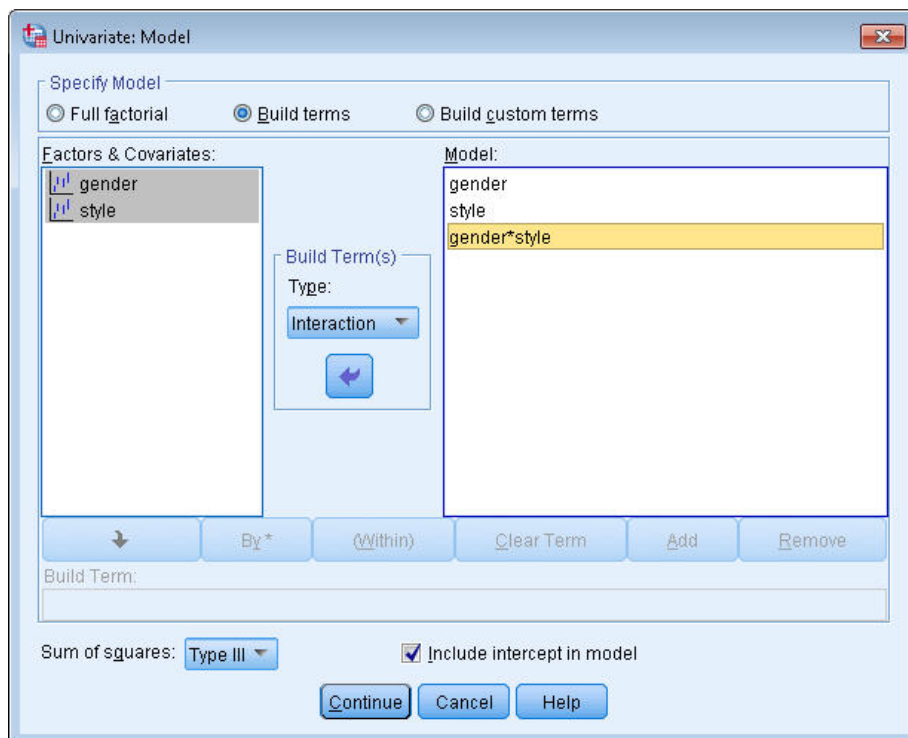 Univariate: Model
Specify Model
Full factorial Build terms Build custom terms
Factors & Covariates: Model:
gender gender
style style
gender*style
Build Term(s)
Type:
Interaction
By * (Within) Clear Term Add Remove
Build Term:
Sum of squares: Type III Include intercept in model
Continue Cancel Help